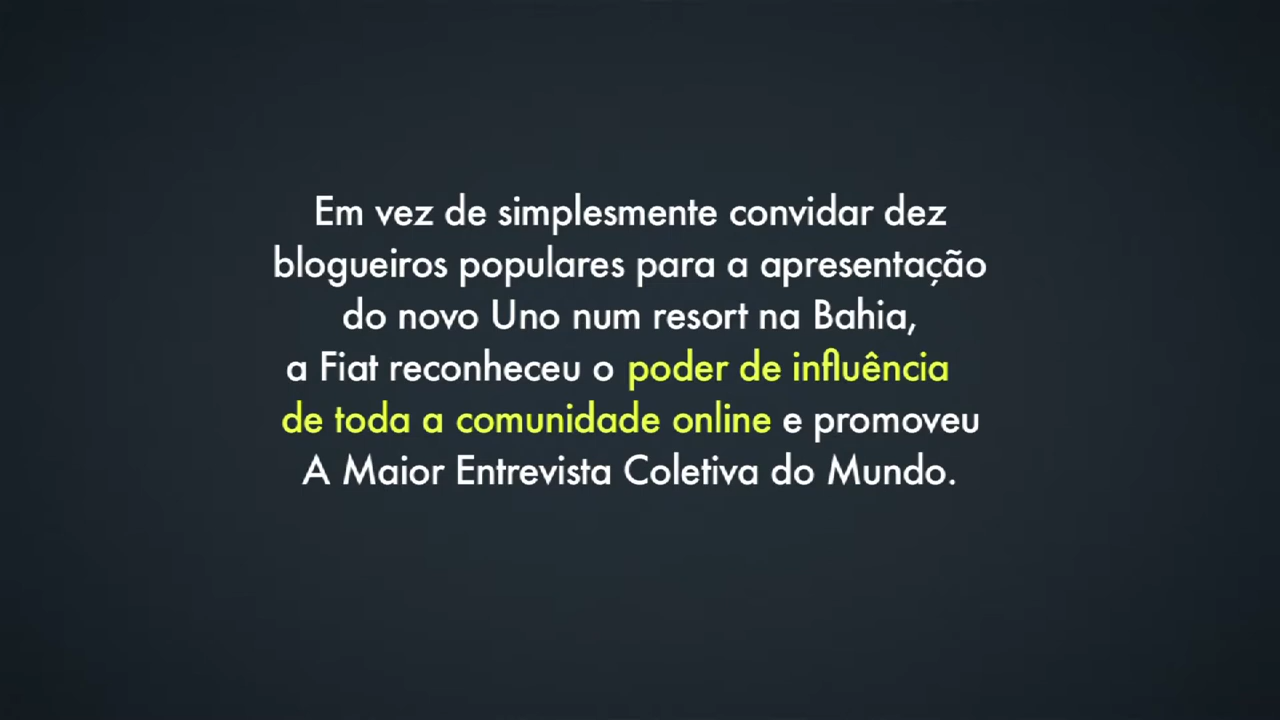 Em vez de simplesmente convidar dez
blogueiros populares para a apresentação
do novo Uno num resort na Bahia,
a Fiat reconheceu o poder de influência
de toda a comunidade online e promoveu
A Maior Entrevista Coletiva do Mundo.